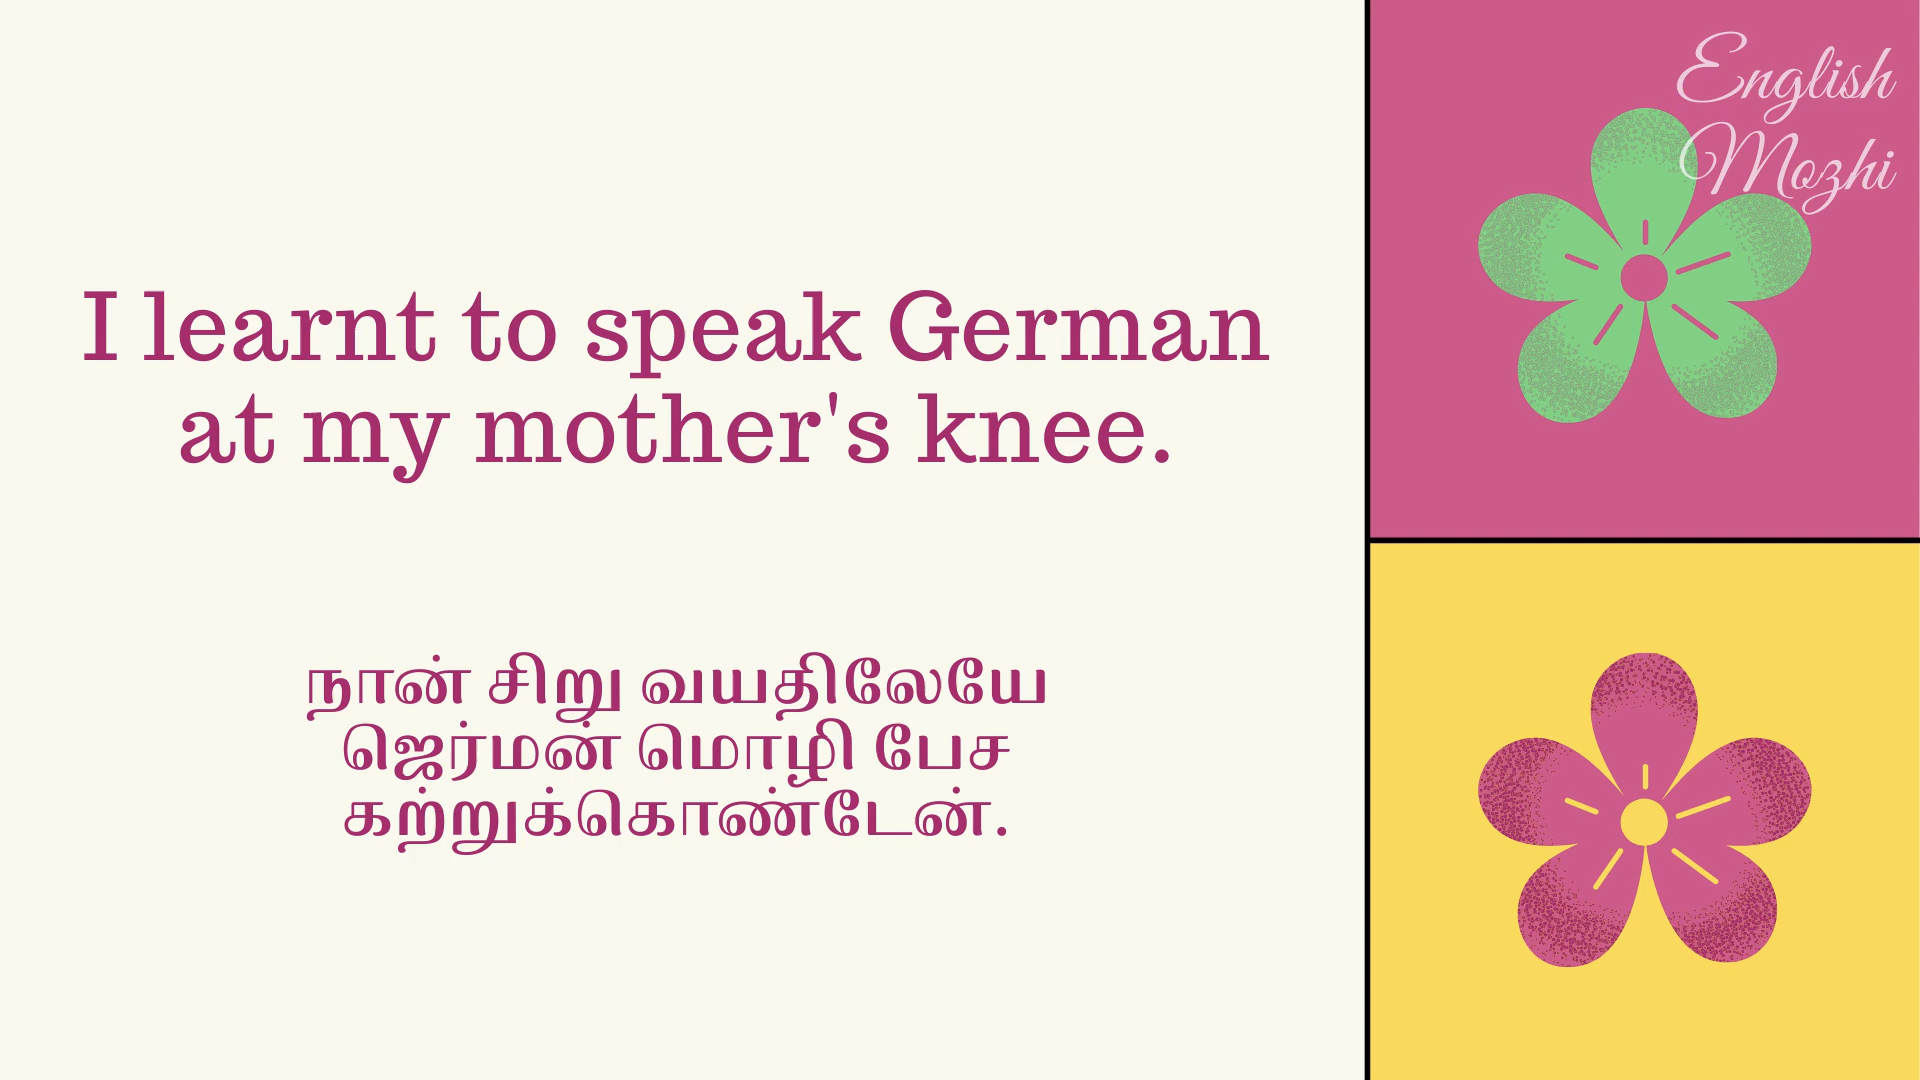 I learnt to speak German
at my mother's knee.
நான் சிறு வயதிலேயே
ஜெர்மன் மொழி பேச
கற்றுக்கொண்டேன்.
English
Mozhi